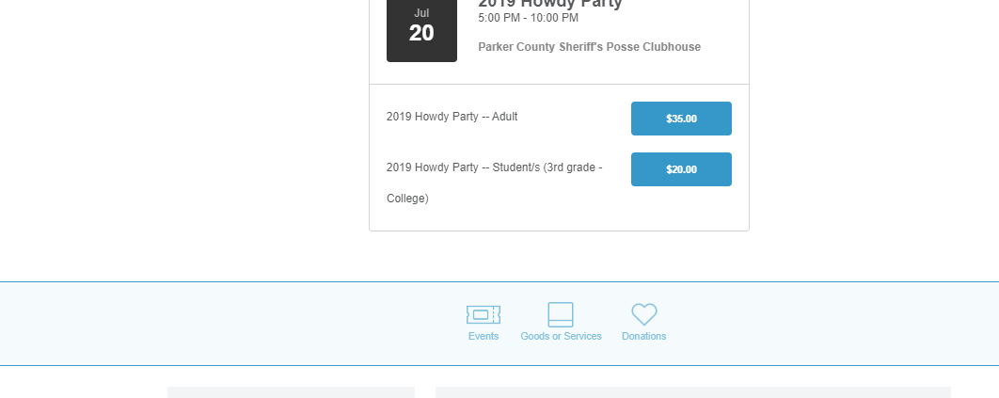 Jul
20
2019 Howdy Party
5:00 PM - 10:00 PM
Parker County Sheriff's Posse Clubhouse
2019 Howdy Party -- Adult
$35.00
2019 Howdy Party -- Student/s (3rd grade -
College)
$20.00
Events
Goods or Services
Donations